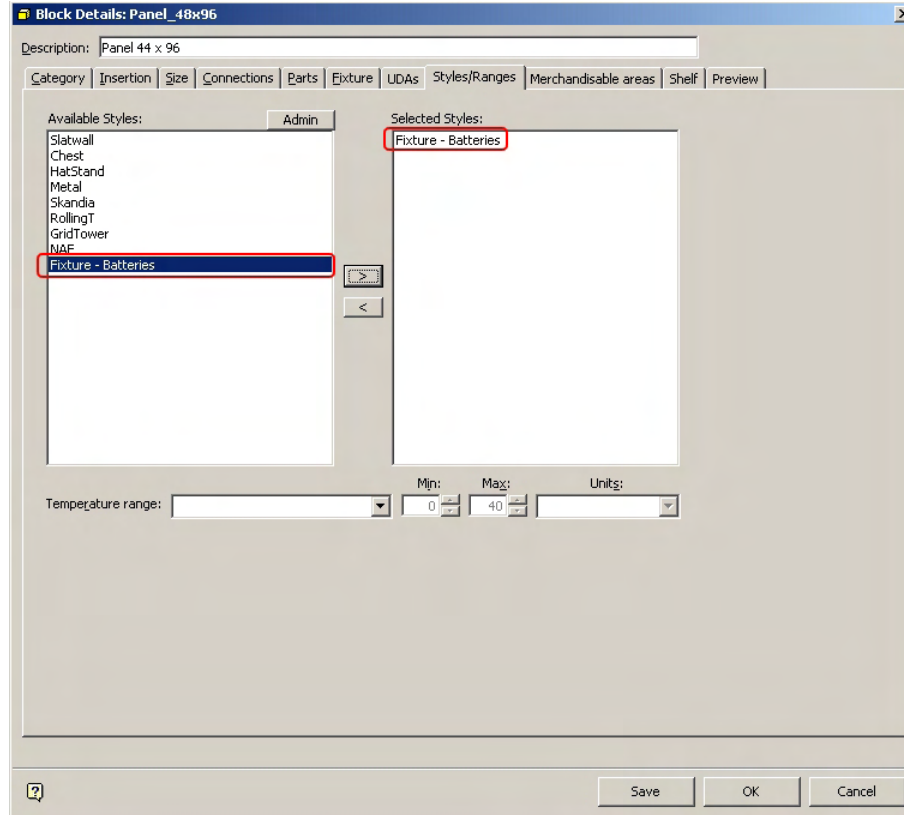 Block Details: Panel_48x96
Description: Panel 44 x 96
Category Insertion Size Connections Parts Fixture UDAs Styles/Ranges Merchandisable areas Shelf Preview
Available Styles: Admin Selected Styles:
Slatwall
Chest
HatStand
Metal
Skandia
RollingT
GridTower
NAF
Fixture - Batteries
Fixture - Batteries
>
<
Min: Max: Units:
Temperature range: 0 40
Save OK Cancel